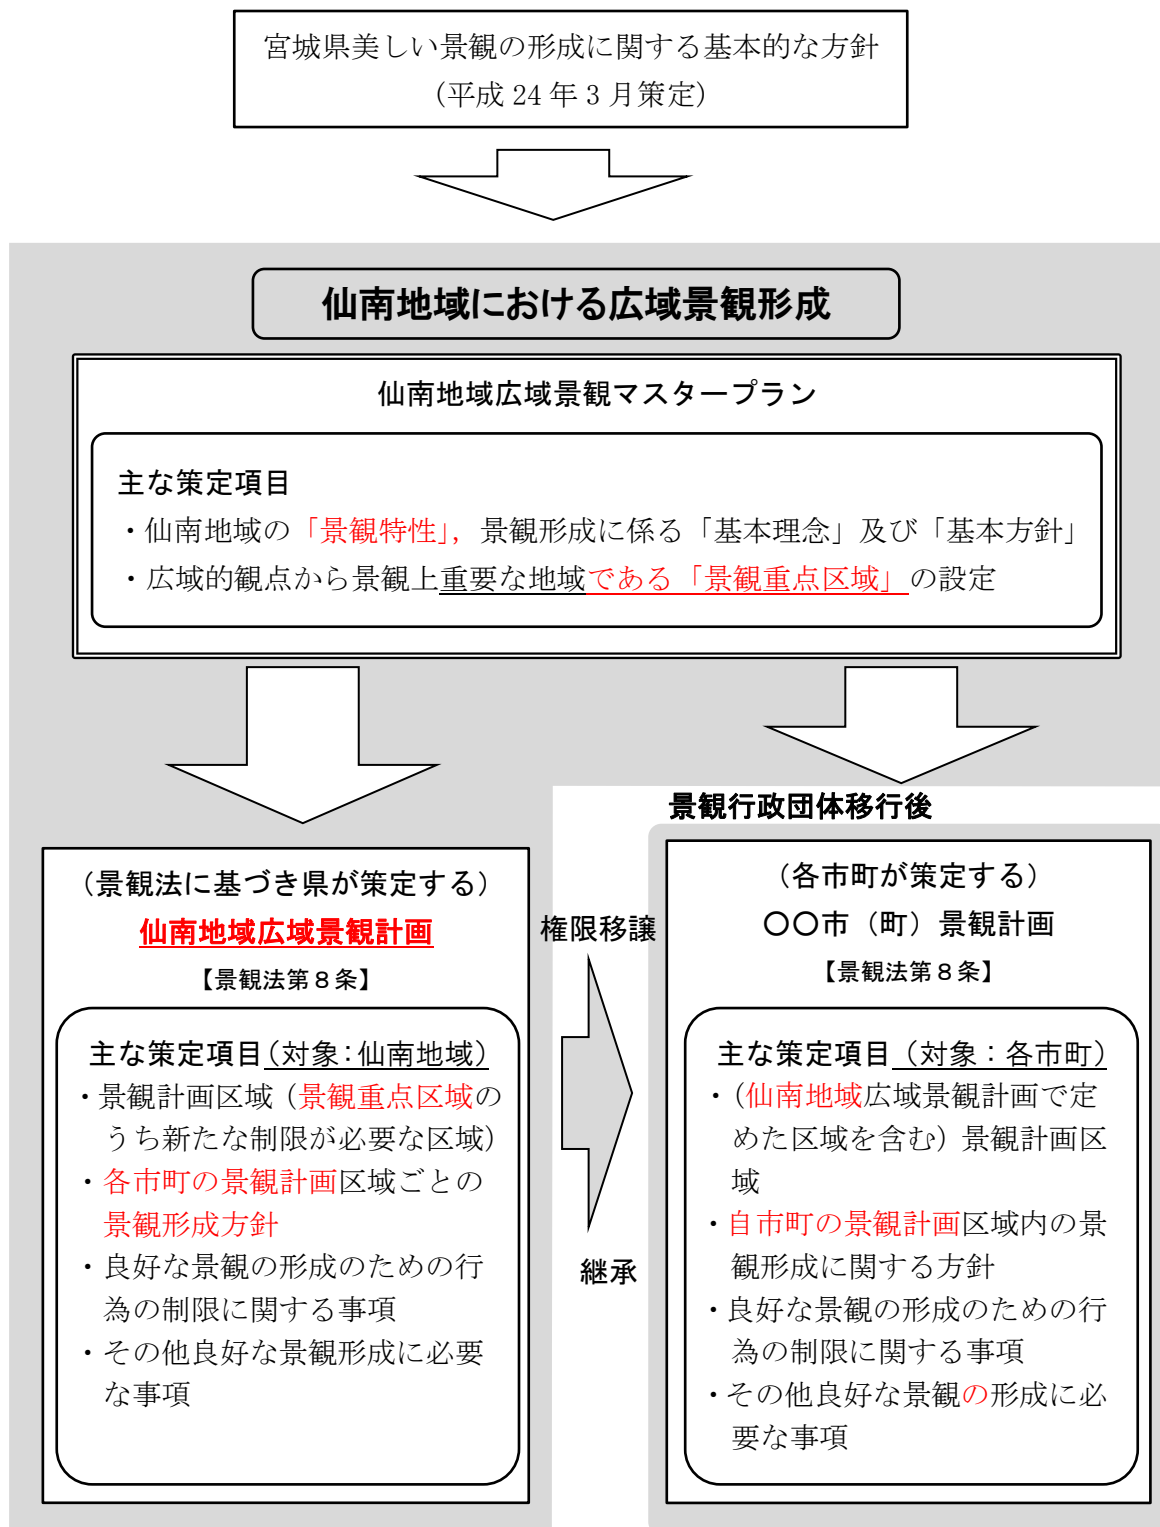 宮城県美しい景観の形成に関する基本的な方針
(平成 24 年 3 月策定)
仙南地域における広域景観形成
仙南地域広域景観マスタープラン
主な策定項目
・仙南地域の「景観特性」，景観形成に係る「基本理念」及び「基本方針」
・広域的観点から景観上重要な地域である「景観重点区域」の設定
(景観法に基づき県が策定する)
仙南地域広域景観計画
【景観法第８条】
主な策定項目(対象：仙南地域)
・景観計画区域（景観重点区域の
うち新たな制限が必要な区域）
・各市町の景観計画区域ごとの
景観形成方針
・良好な景観の形成のための行
為の制限に関する事項
・その他良好な景観形成に必要
な事項
権限移譲
継承
景観行政団体移行後
(各市町が策定する)
〇〇市（町）景観計画
【景観法第８条】
主な策定項目（対象：各市町）
・（仙南地域広域景観計画で定
めた区域を含む）景観計画区
域
・自市町の景観計画区域内の景
観形成に関する方針
・良好な景観の形成のための行
為の制限に関する事項
・その他良好な景観の形成に必
要な事項